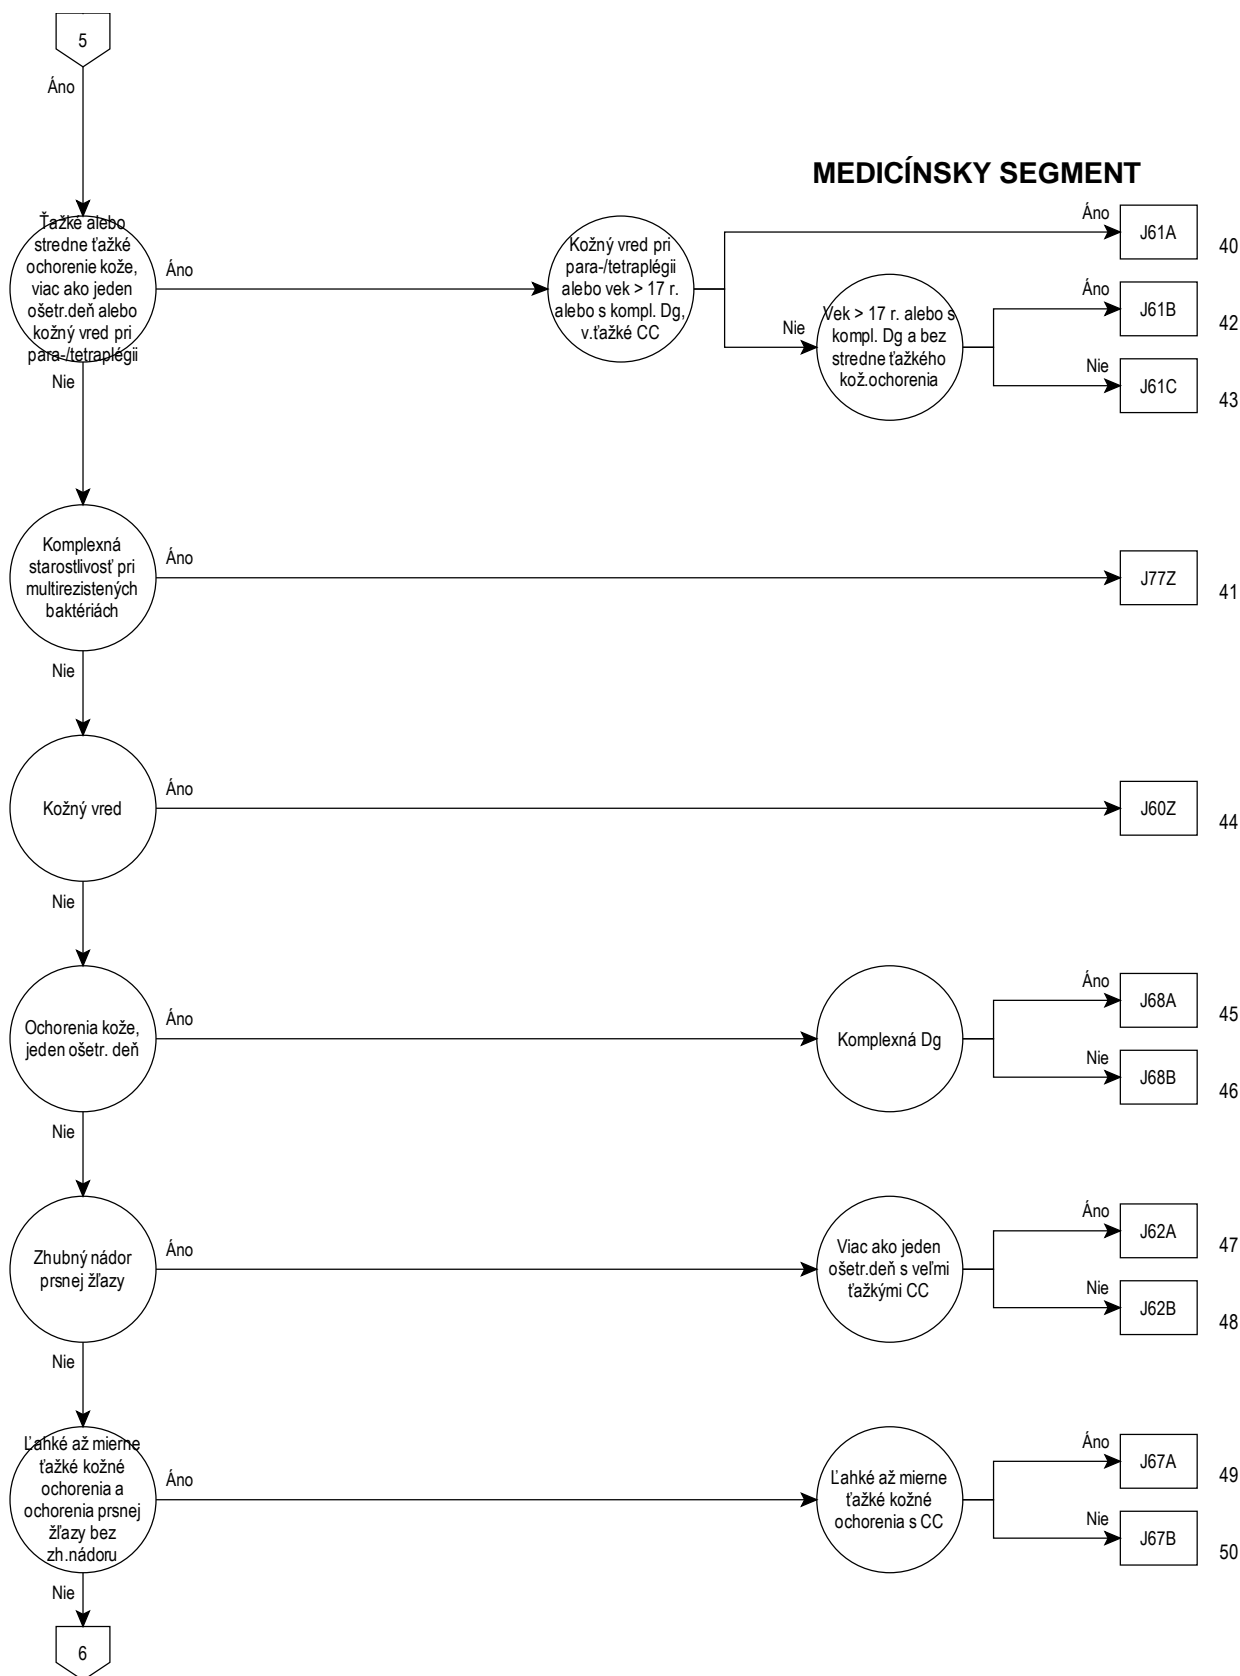 5
Áno
MEDICÍNSKY SEGMENT
Ťažké alebo
stredne ťažké
ochorenie kože,
viac ako jeden
ošetr.deň alebo
kožný vred pri
para-/tetraplégii
Áno
Kožný vred pri
para-/tetraplégii
alebo vek > 17 r.
alebo s kompl. Dg,
v.ťažké CC
Áno
J61A
40
Nie
Vek > 17 r. alebo s
kompl. Dg a bez
stredne ťažkého
kož.ochorenia
Áno
J61B
42
Nie
J61C
43
Nie
Komplexná
starostlivosť pri
multirezistených
baktériách
Áno
J77Z
41
Nie
Kožný vred
Áno
J60Z
44
Nie
Ochorenia kože,
jeden ošetr. deň
Áno
Komplexná Dg
Áno
J68A
45
Nie
J68B
46
Nie
Zhubný nádor
prsnej žľazy
Áno
Viac ako jeden
ošetr.deň s veľmi
ťažkými CC
Áno
J62A
47
Nie
J62B
48
Nie
Ľahké až mierne
ťažké kožné
ochorenia a
ochorenia prsnej
žľazy bez
zh.nádoru
Áno
Ľahké až mierne
ťažké kožné
ochorenia s CC
Áno
J67A
49
Nie
J67B
50
Nie
6